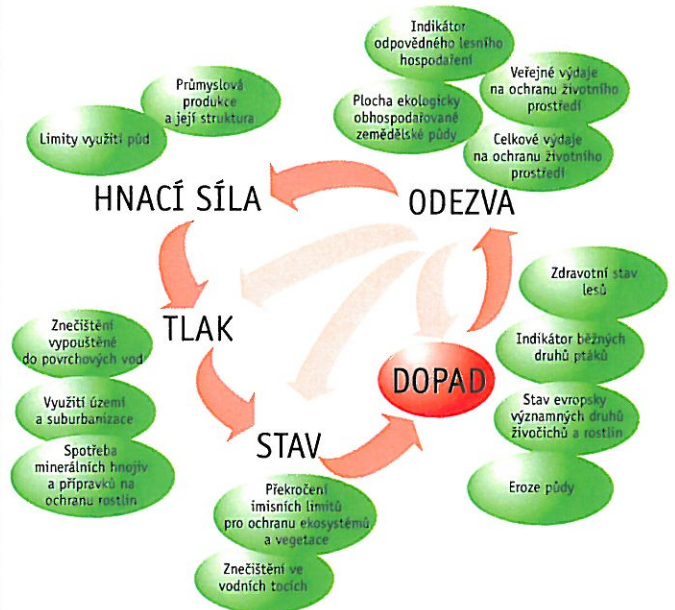 Indikátor
odpovědného lesního
hospodaření
Veřejné výdaje
na ochranu životního
prostředí
Plocha ekologicky
obhospodařované
zemědělské půdy
Celkové výdaje
na ochranu životního
prostředí
Průmyslová
produkce
a její struktura
Limity využití půd
HNACÍ SÍLA
ODEZVA
Zdravotní stav
lesů
Indikátor běžných
druhů ptáků
Stav evropsky
významných druhů
živočichů a rostlin
Eroze půdy
TLAK
DOPAD
Znečištění
vypouštěné
do povrchových vod
Využití území
a suburbanizace
Spotřeba
minerálních hnojiv
a přípravků na
ochranu rostlin
STAV
Překročení
imisních limitů
pro ochranu ekosystémů
a vegetace
Znečištění ve
vodních tocích